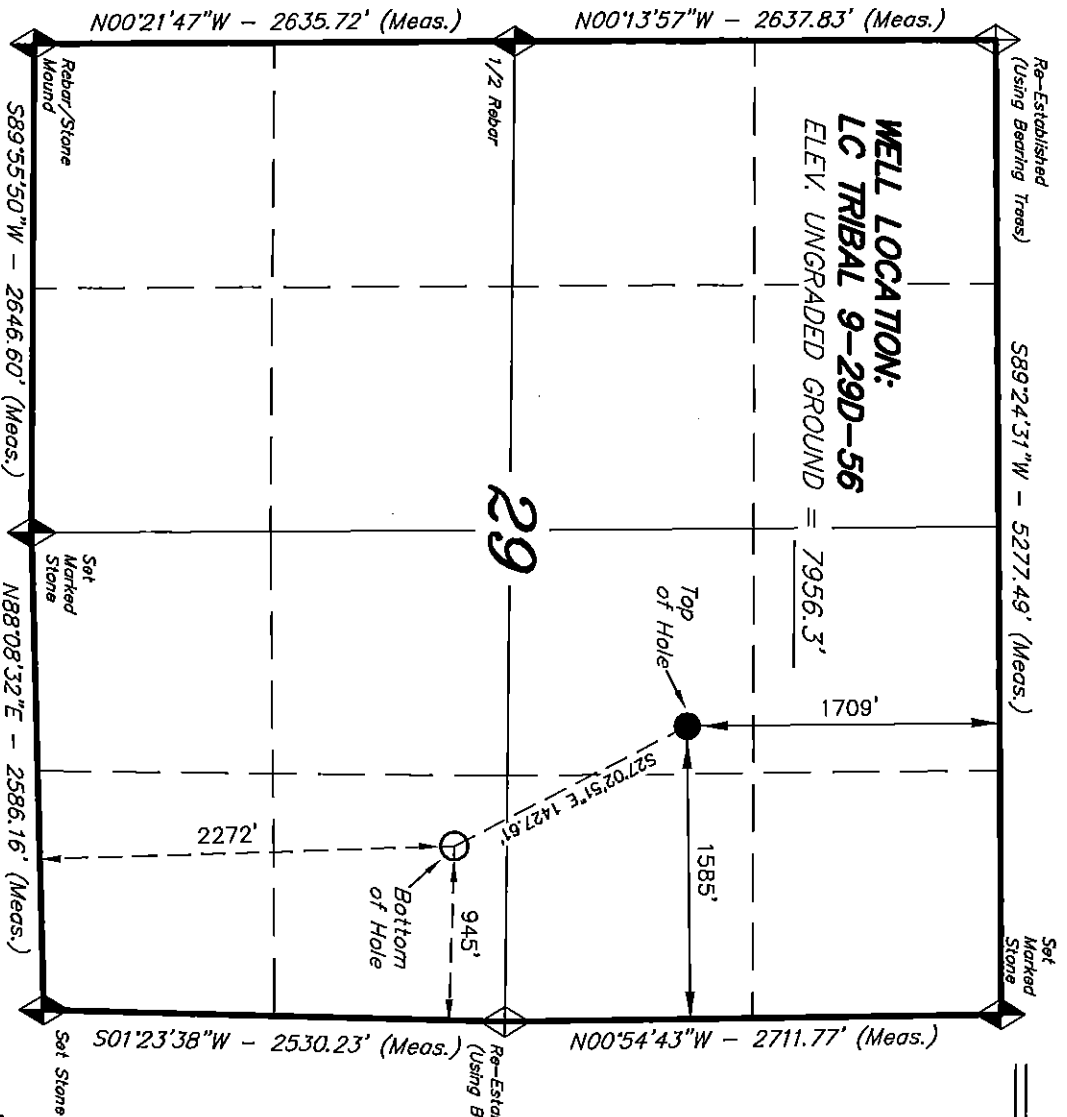 N00°21'47"W - 2635.72' (Meas.)
N00°13'57"W - 2637.83' (Meas.)
Re-Established
(Using Bearing Trees)
S89°24'31"W - 5277.49' (Meas.)
Set
Marked
Stone
WELL LOCATION:
LC TRIBAL 9-29D-56
ELEV. UNGRADED GROUND = 7956.3'
1/2 Rebar
Rebar/Stone
Mound
S89°55'50"W - 2646.60' (Meas.)
29
Top
of Hole
1709'
1585'
S27°02'51"E 1427.61'
Bottom
of Hole
945'
2272'
Set
Marked
Stone
N88°08'32"E - 2586.16' (Meas.)
Set Stone
S01°23'38"W - 2530.23' (Meas.)
N00°54'43"W - 2711.77' (Meas.)
(Using